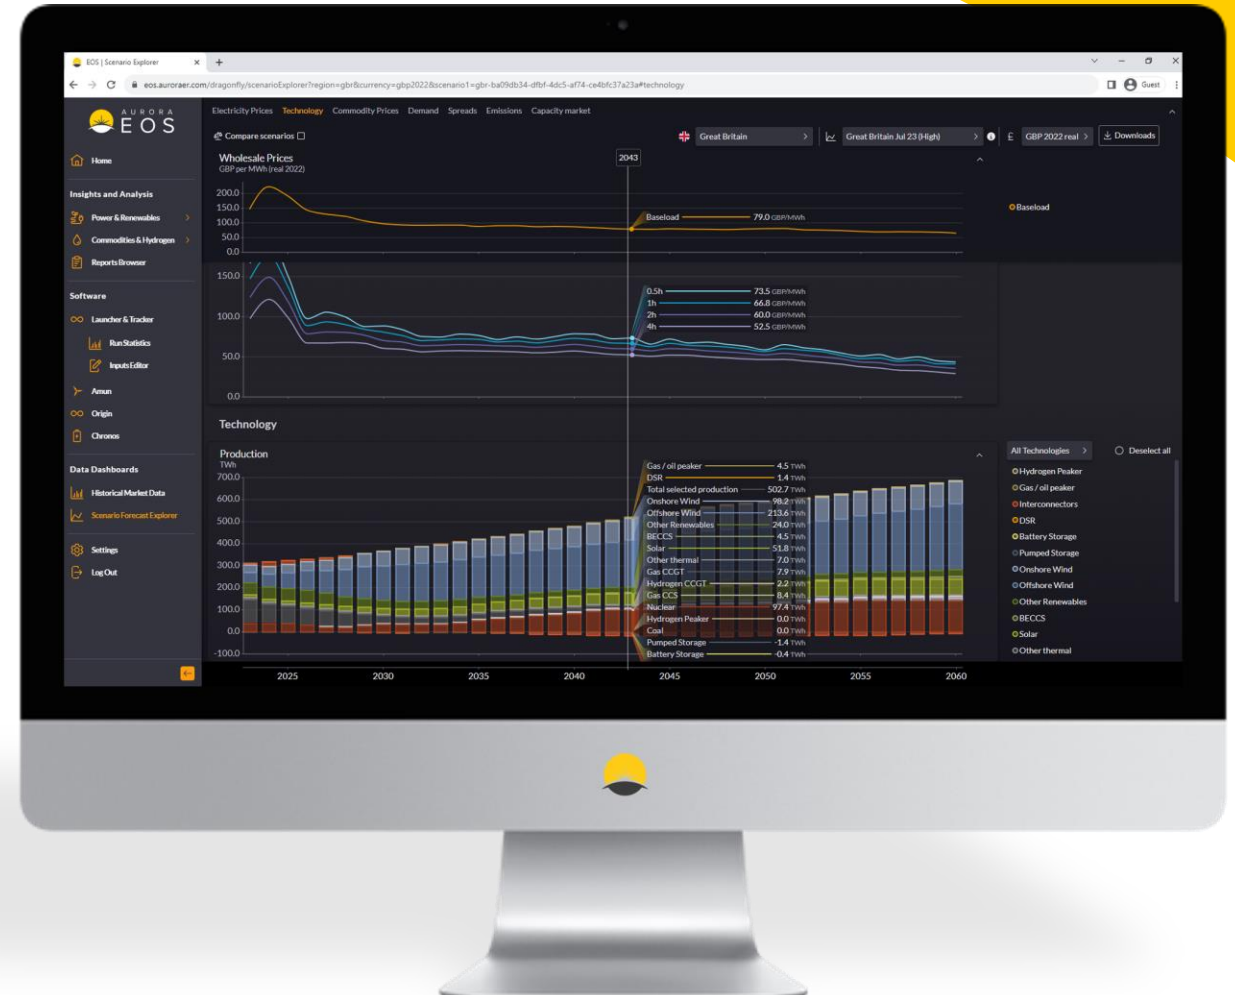 EOS | Scenario Explorer
eos.auroraer.com/dragonfly/scenarioExplorer?region=gbr&currency=gbp2022&scenario1=gbr-ba09db34-dfbf-4dc5-af74-ce4bfc37a23a#technology
Guest
AURORA
EOS
Electricity Prices Technology Commodity Prices Demand Spreads Emissions Capacity market
Compare scenarios
Great Britain
Great Britain Jul 23 (High)
£ GBP 2022 real
Downloads
Home
Insights and Analysis
Power & Renewables
Commodities & Hydrogen
Reports Browser
Software
Launcher & Tracker
Run Statistics
Inputs Editor
Amun
Origin
Chronos
Data Dashboards
Historical Market Data
Scenario Forecast Explorer
Settings
Log Out
Wholesale Prices
GBP per MWh (real 2022)
2043
200.0
150.0
100.0
50.0
0.0
Baseload 79.0 GBP/MWh
Baseload
150.0
100.0
50.0
0.0
0.5h 73.5 GBP/MWh
1h 66.8 GBP/MWh
2h 60.0 GBP/MWh
4h 52.5 GBP/MWh
Technology
Production
TWh
700.0
600.0
500.0
400.0
300.0
200.0
100.0
0.0
-100.0
Gas / oil peaker 4.5 TWh
DSR 1.4 TWh
Total selected production 502.7 TWh
Onshore Wind 98.2 TWh
Offshore Wind 213.6 TWh
Other Renewables 24.0 TWh
BECCS 4.5 TWh
Solar 51.8 TWh
Other thermal 7.0 TWh
Gas CCGT 7.9 TWh
Hydrogen CCGT 2.2 TWh
Gas CCS 8.4 TWh
Nuclear 97.4 TWh
Hydrogen Peaker 0.0 TWh
Coal 0.0 TWh
Pumped Storage -1.4 TWh
Battery Storage -0.4 TWh
All Technologies
Deselect all
Hydrogen Peaker
Gas / oil peaker
Interconnectors
DSR
Battery Storage
Pumped Storage
Onshore Wind
Offshore Wind
Other Renewables
BECCS
Solar
Other thermal
2025 2030 2035 2040 2045 2050 2055 2060